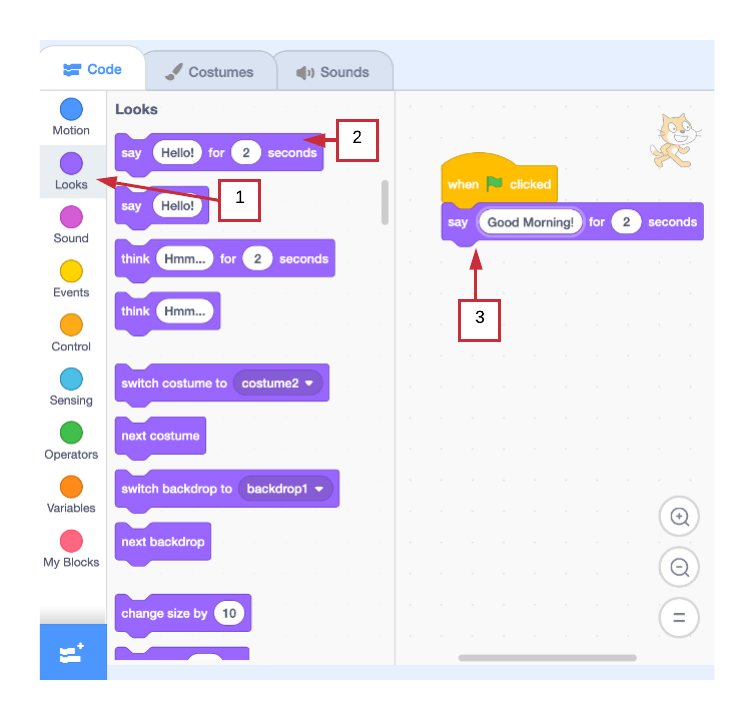 Code Costumes Sounds
Motion
Looks
Sound
Events
Control
Sensing
Operators
Variables
My Blocks
Looks
say Hello! for 2 seconds
2
say Hello!
1
think Hmm... for 2 seconds
think Hmm...
switch costume to costume2
next costume
switch backdrop to backdrop1
next backdrop
change size by 10
when clicked
say Good Morning! for 2 seconds
3